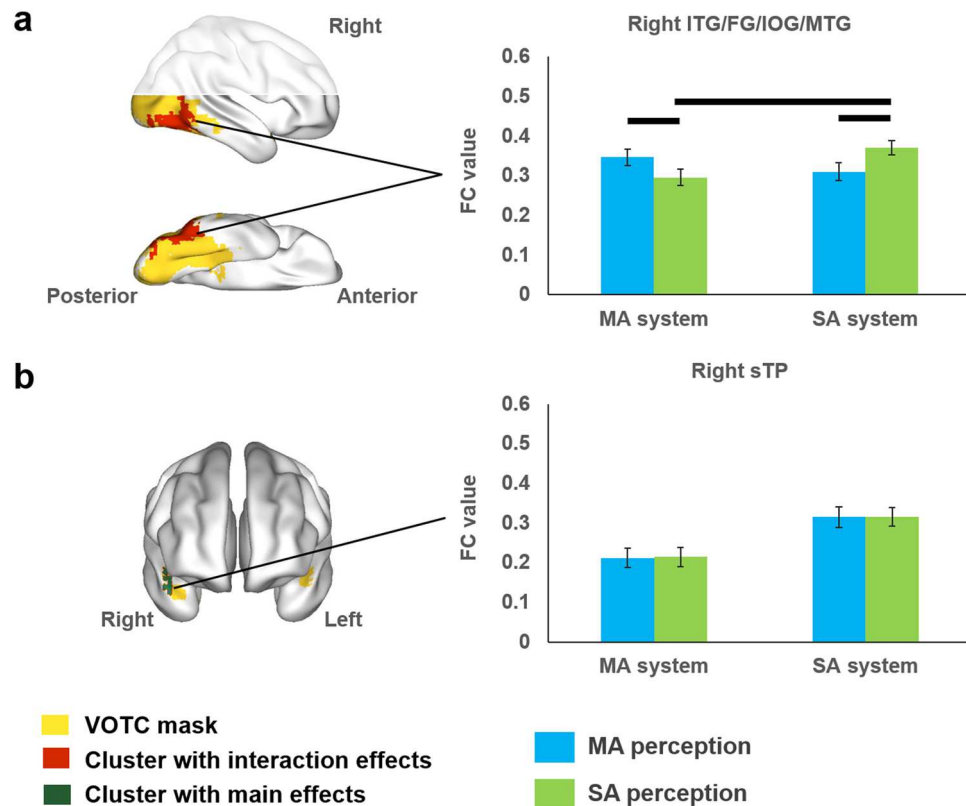 a
Right
Posterior
Anterior
Right ITG/FG/IOG/MTG
FC value
0.6
0.5
0.4
0.3
0.2
0.1
0
MA system
SA system
b
Right
Left
Right sTP
FC value
0.6
0.5
0.4
0.3
0.2
0.1
0
MA system
SA system
VOTC mask
Cluster with interaction effects
Cluster with main effects
MA perception
SA perception